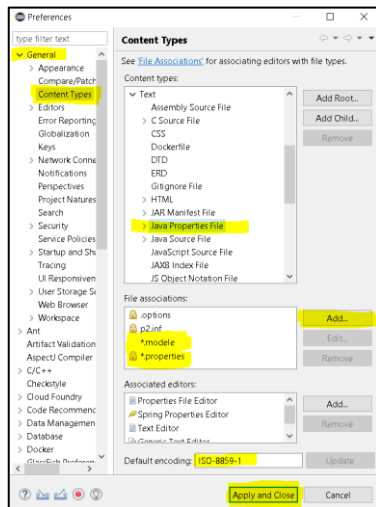 Preferences
type filter text
General
Appearance
Compare/Patch
Content Types
Editors
Error Reporting
Globalization
Keys
Network Conne
Notifications
Perspectives
Project Natures
Search
Security
Service Policies
Startup and Shu
Tracing
UI Responsiven
User Storage Se
Web Browser
Workspace
Ant
Artifact Validation
AspectJ Compiler
C/C++
Checkstyle
Cloud Foundry
Code Recommend
Data Managemen
Database
Docker
GlassFish Preferen
Content Types
See 'File Associations' for associating editors with file types.
Content types:
Text
Assembly Source File
C Source File
CSS
Dockerfile
DTD
ERD
Gitignore File
HTML
JAR Manifest File
Java Properties File
Java Source File
JavaScript Source File
JAXB Index File
JS Object Notation File
Add Root...
Add Child...
Remove
File associations:
.options
p2.inf
*.modele
*.properties
Add...
Edit...
Remove
Associated editors:
Properties File Editor
Spring Properties Editor
Text Editor
Generic Text Editor
Add...
Remove
Default encoding: ISO-8859-1
Update
Apply and Close
Cancel